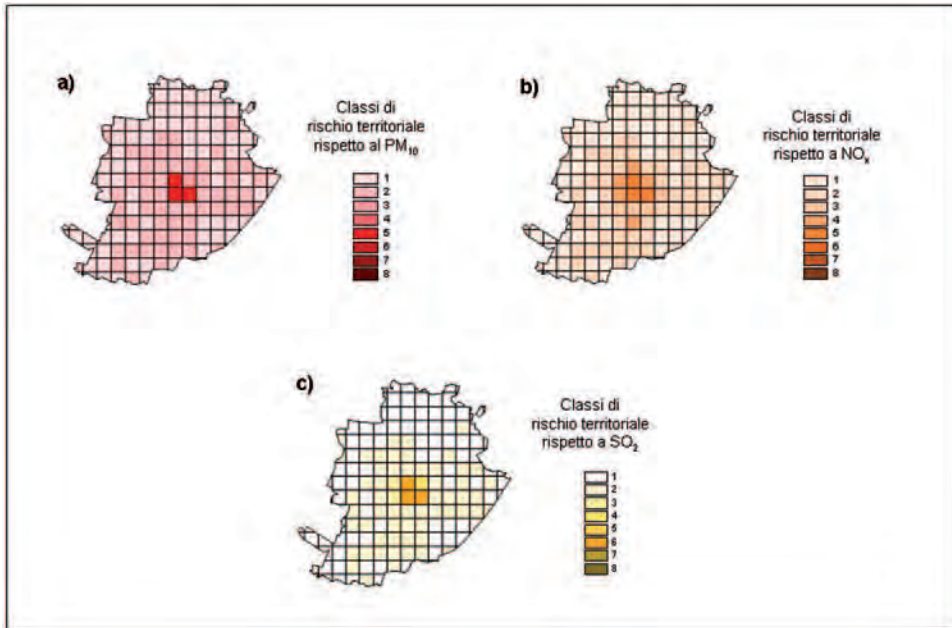 a)
Classi di
rischio territoriale
rispetto al PM₁₀
1
2
3
4
5
6
7
8
b)
Classi di
rischio territoriale
rispetto a NOₓ
1
2
3
4
5
6
7
8
c)
Classi di
rischio territoriale
rispetto a SO₂
1
2
3
4
5
6
7
8